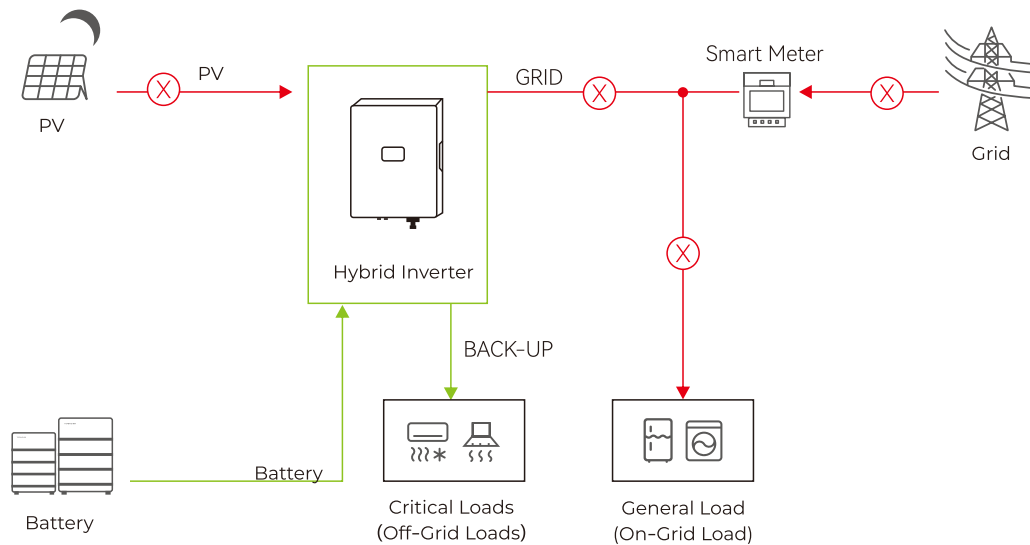 PV
PV
X
GRID
X
Smart Meter
X
Grid
X
Hybrid Inverter
BACK-UP
Battery
Battery
Critical Loads
(Off-Grid Loads)
General Load
(On-Grid Load)